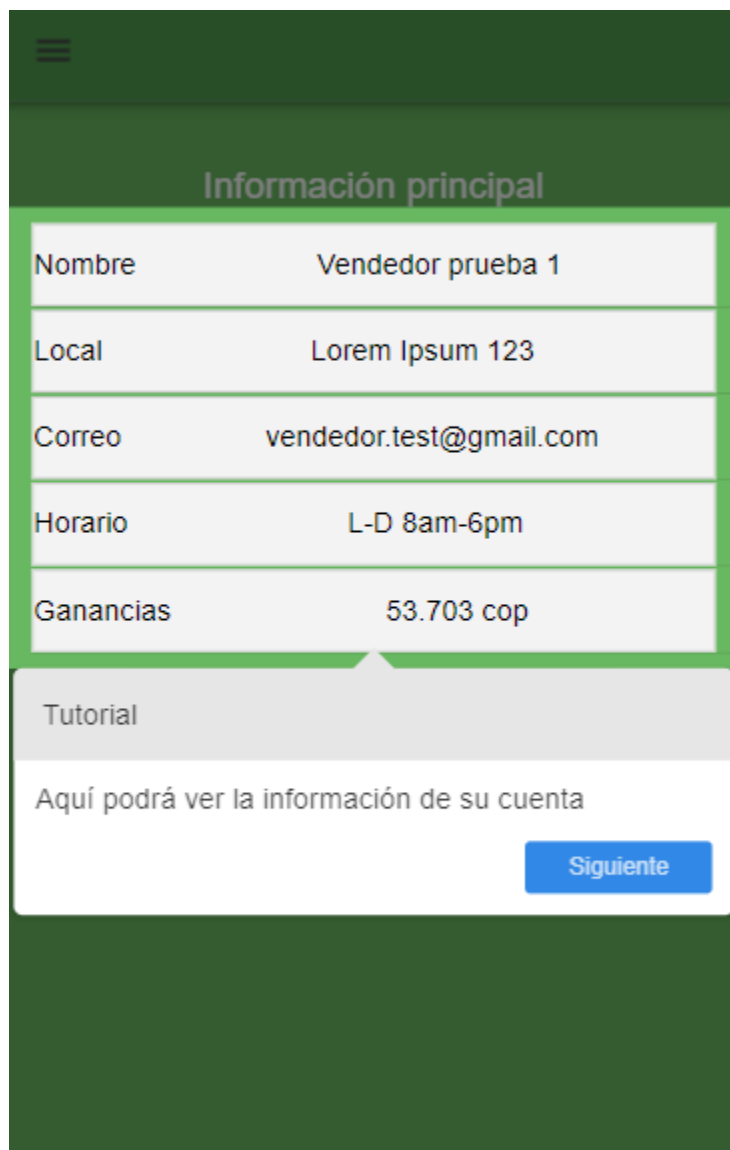 Información principal
Nombre Vendedor prueba 1
Local Lorem Ipsum 123
Correo vendedor.test@gmail.com
Horario L-D 8am-6pm
Ganancias 53.703 cop
Tutorial
Aquí podrá ver la información de su cuenta
Siguiente